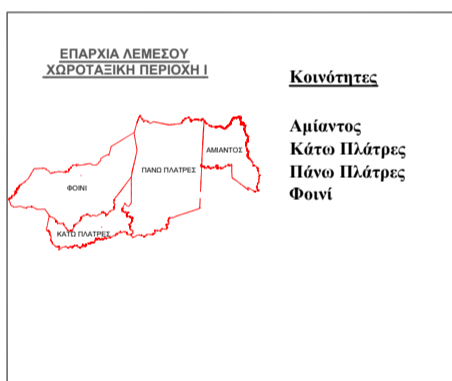 ΕΠΑΡΧΙΑ ΛΕΜΕΣΟΥ
ΧΩΡΟΤΑΞΙΚΗ ΠΕΡΙΟΧΗ Ι
Κοινότητες
Αμίαντος
Κάτω Πλάτρες
Πάνω Πλάτρες
Φοινί
ΑΜΙΑΝΤΟΣ
ΠΑΝΩ ΠΛΑΤΡΕΣ
ΦΟΙΝΙ
ΚΑΤΩ ΠΛΑΤΡΕΣ